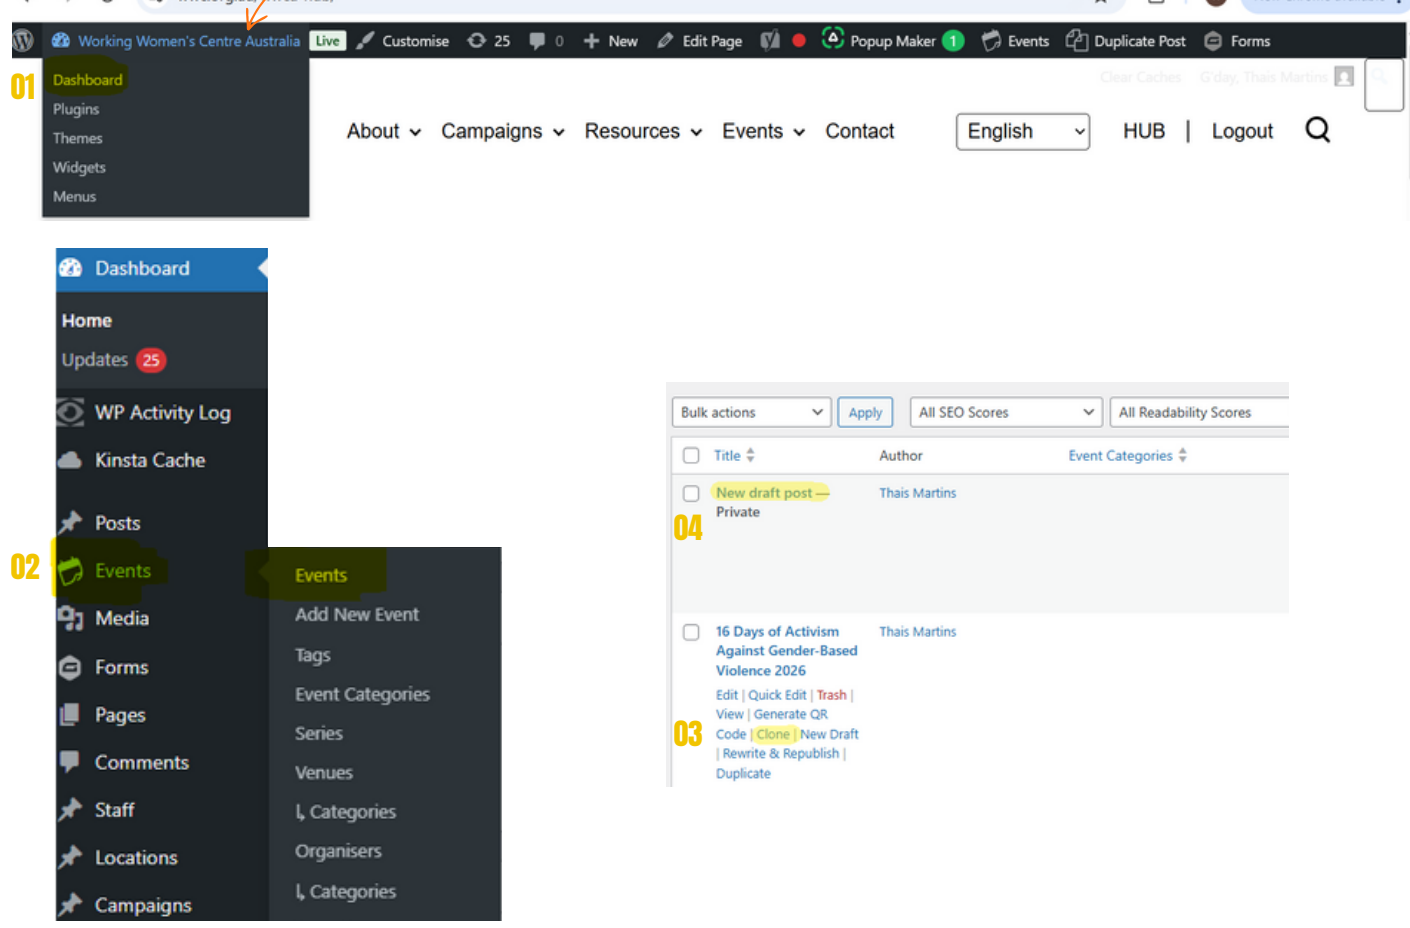 Working Women's Centre Australia Live Customise 25 0 New Edit Page Popup Maker 1 Events Duplicate Post Forms
01
Dashboard
Plugins
Themes
Widgets
Menus
Clear Caches G'day, Thais Martins
About Campaigns Resources Events Contact English HUB | Logout
Dashboard
Home
Updates 25
WP Activity Log
Kinsta Cache
Posts
02
Events
Media
Forms
Pages
Comments
Staff
Locations
Campaigns
Events
Add New Event
Tags
Event Categories
Series
Venues
↳ Categories
Organisers
↳ Categories
Bulk actions Apply All SEO Scores All Readability Scores
Title Author Event Categories
New draft post — Thais Martins
Private
04
16 Days of Activism Thais Martins
Against Gender-Based
Violence 2026
Edit | Quick Edit | Trash |
View | Generate QR
03
Code | Clone | New Draft
| Rewrite & Republish |
Duplicate